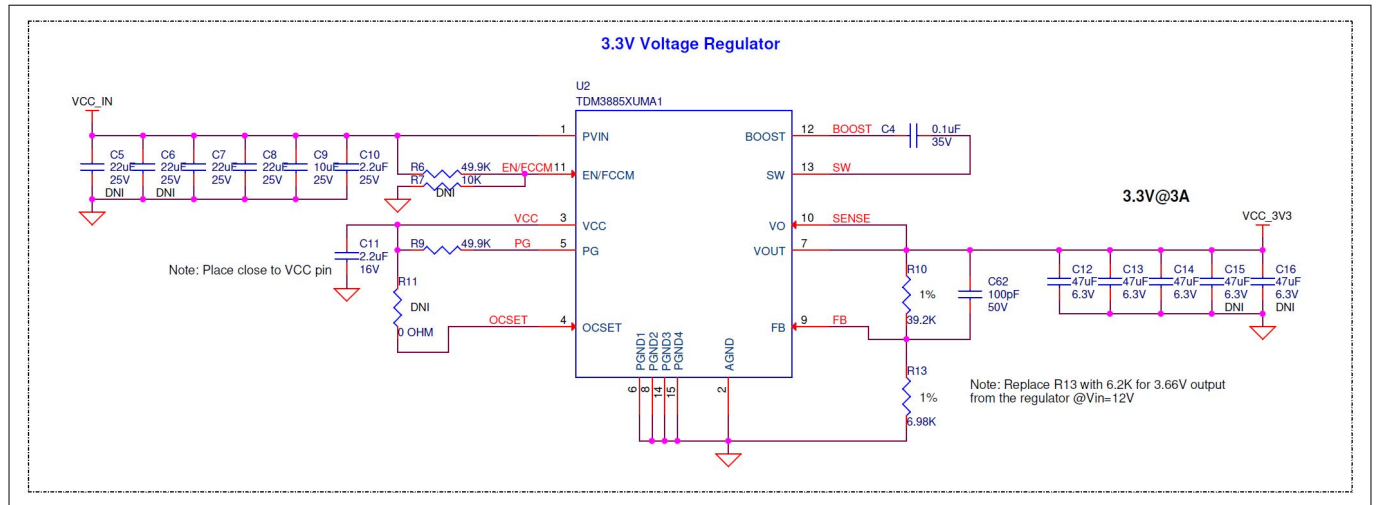 3.3V Voltage Regulator
U2
TDM3885XUMA1
VCC_IN
1
PVIN
BOOST
12
BOOST
C4
0.1uF
35V
C5
22uF
25V
DNI
C6
22uF
25V
DNI
C7
22uF
25V
C8
22uF
25V
C9
10uF
25V
C10
2.2uF
25V
R6
49.9K
EN/FCCM
11
EN/FCCM
R7
10K
DNI
SW
13
SW
3.3V@3A
VCC_3V3
VCC
3
VCC
VO
10
SENSE
PG
5
PG
R9
49.9K
VOUT
7
C11
2.2uF
16V
Note: Place close to VCC pin
R11
DNI
0 OHM
OCSET
4
OCSET
R10
1%
39.2K
C62
100pF
50V
C12
47uF
6.3V
C13
47uF
6.3V
C14
47uF
6.3V
C15
47uF
6.3V
DNI
C16
47uF
6.3V
DNI
FB
9
FB
PGND1
PGND2
PGND3
PGND4
AGND
6
8
14
15
2
R13
1%
6.98K
Note: Replace R13 with 6.2K for 3.66V output
from the regulator @Vin=12V